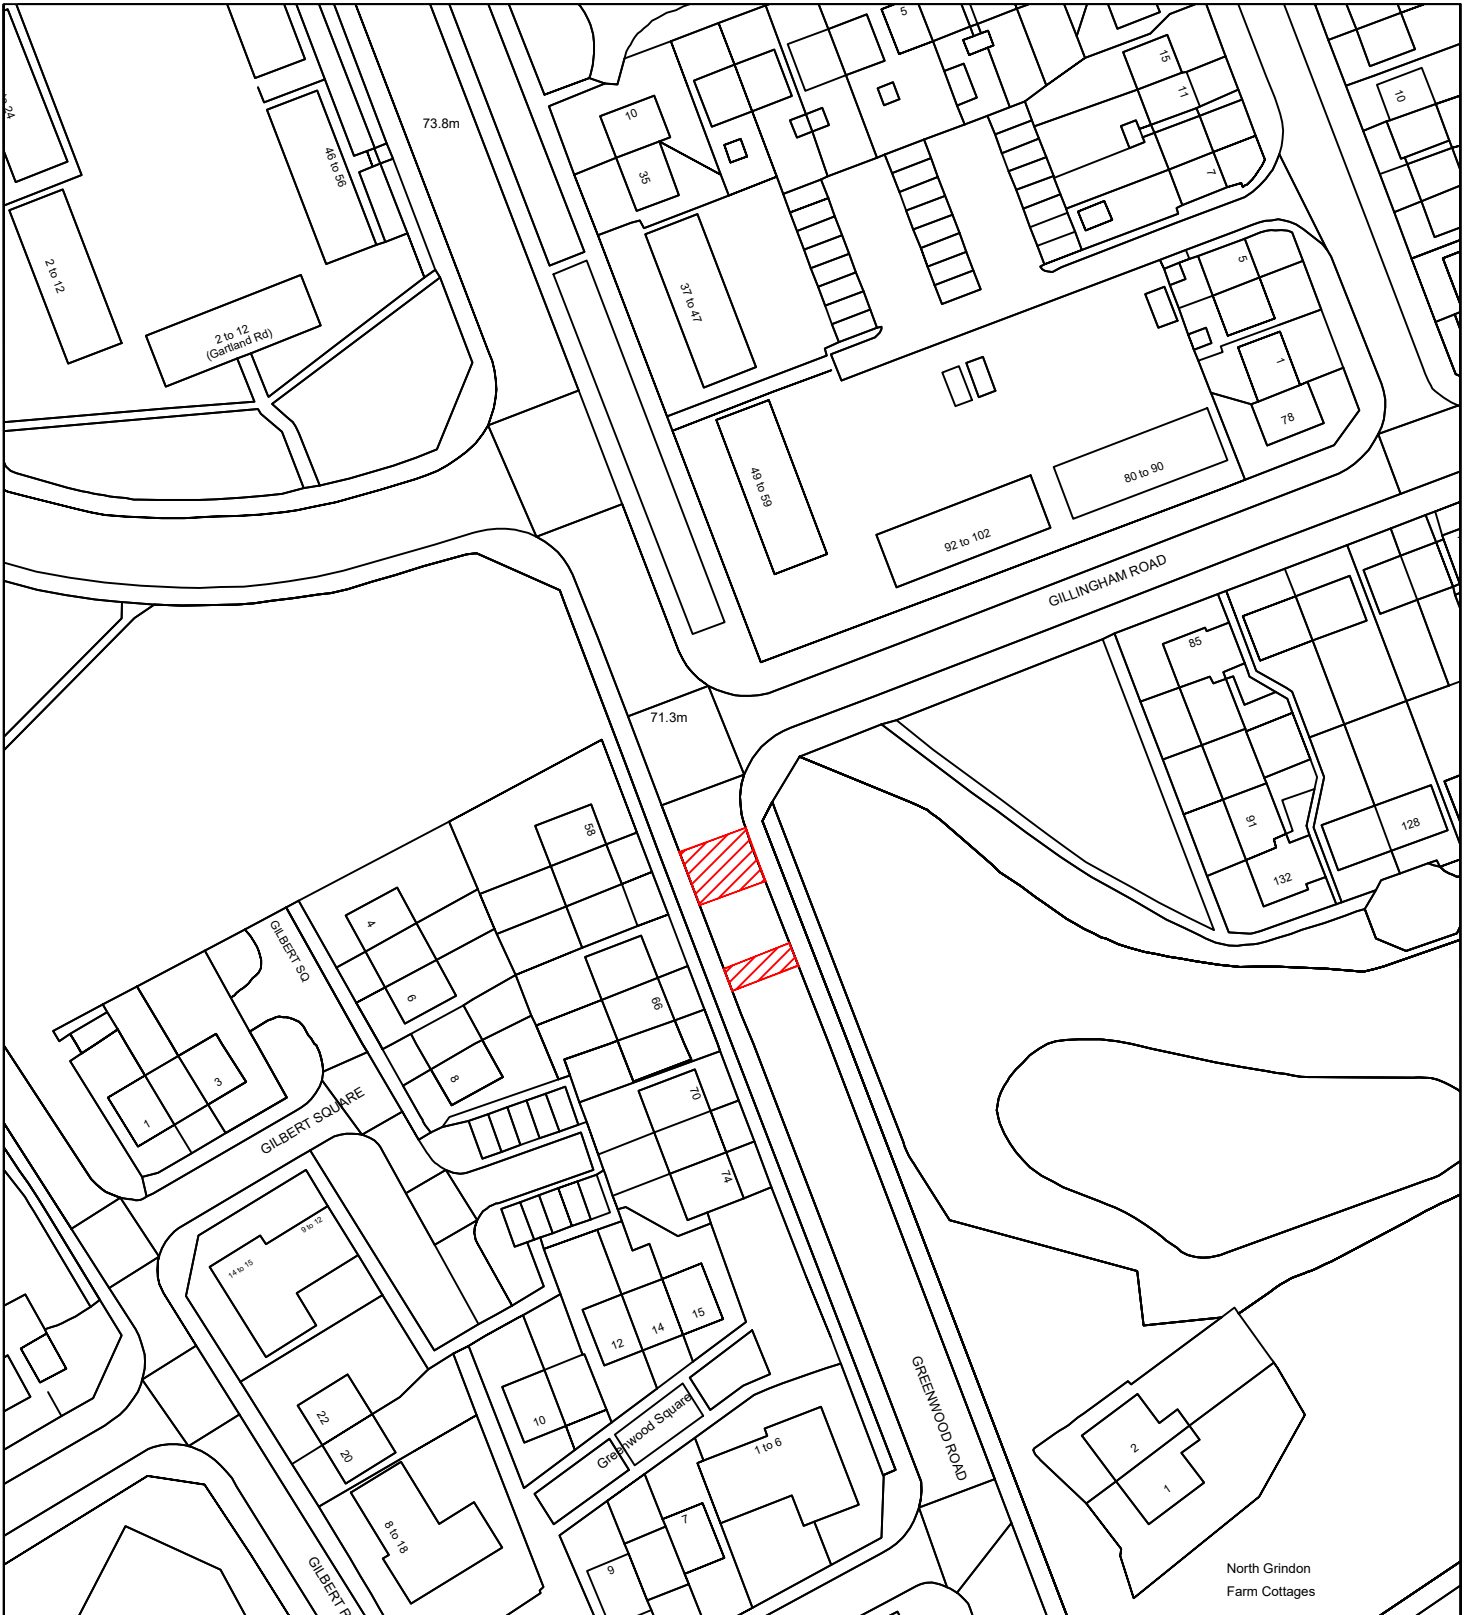 5
15
11
10
7
10
35
73.8m
46 to 56
2 to 12
2 to 12
(Gartland Rd)
37 to 47
5
1
78
49 to 59
80 to 90
92 to 102
GILLINGHAM ROAD
85
71.3m
58
91
128
132
4
6
GILBERT SQ
66
3
1
8
GILBERT SQUARE
70
74
9 to 12
14 to 15
12
14
15
10
22
20
Greenwood Square
1 to 6
GREENWOOD ROAD
2
1
8 to 18
7
9
GILBERT
North Grindon
Farm Cottages